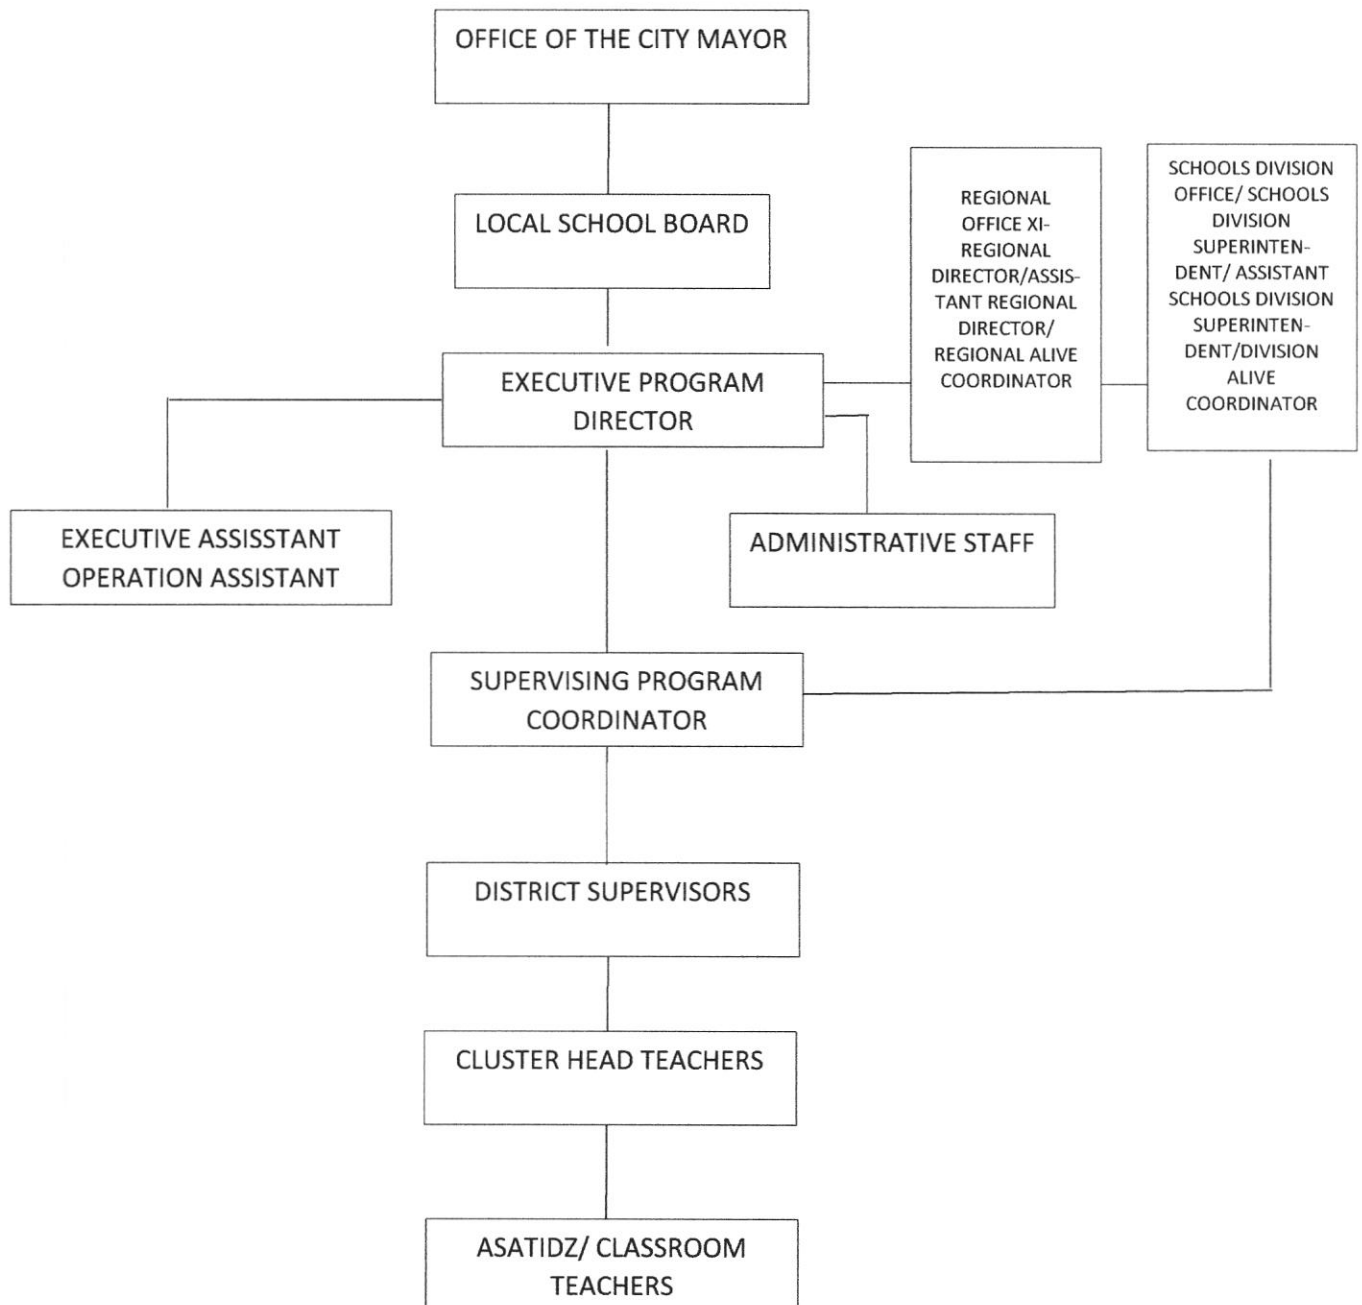 OFFICE OF THE CITY MAYOR
LOCAL SCHOOL BOARD
REGIONAL
OFFICE XI-
REGIONAL
DIRECTOR/ASSIS-
TANT REGIONAL
DIRECTOR/
REGIONAL ALIVE
COORDINATOR
SCHOOLS DIVISION
OFFICE/ SCHOOLS
DIVISION
SUPERINTEN-
DENT/ ASSISTANT
SCHOOLS DIVISION
SUPERINTEN-
DENT/DIVISION
ALIVE
COORDINATOR
EXECUTIVE PROGRAM
DIRECTOR
EXECUTIVE ASSISSTANT
OPERATION ASSISTANT
ADMINISTRATIVE STAFF
SUPERVISING PROGRAM
COORDINATOR
DISTRICT SUPERVISORS
CLUSTER HEAD TEACHERS
ASATIDZ/ CLASSROOM
TEACHERS